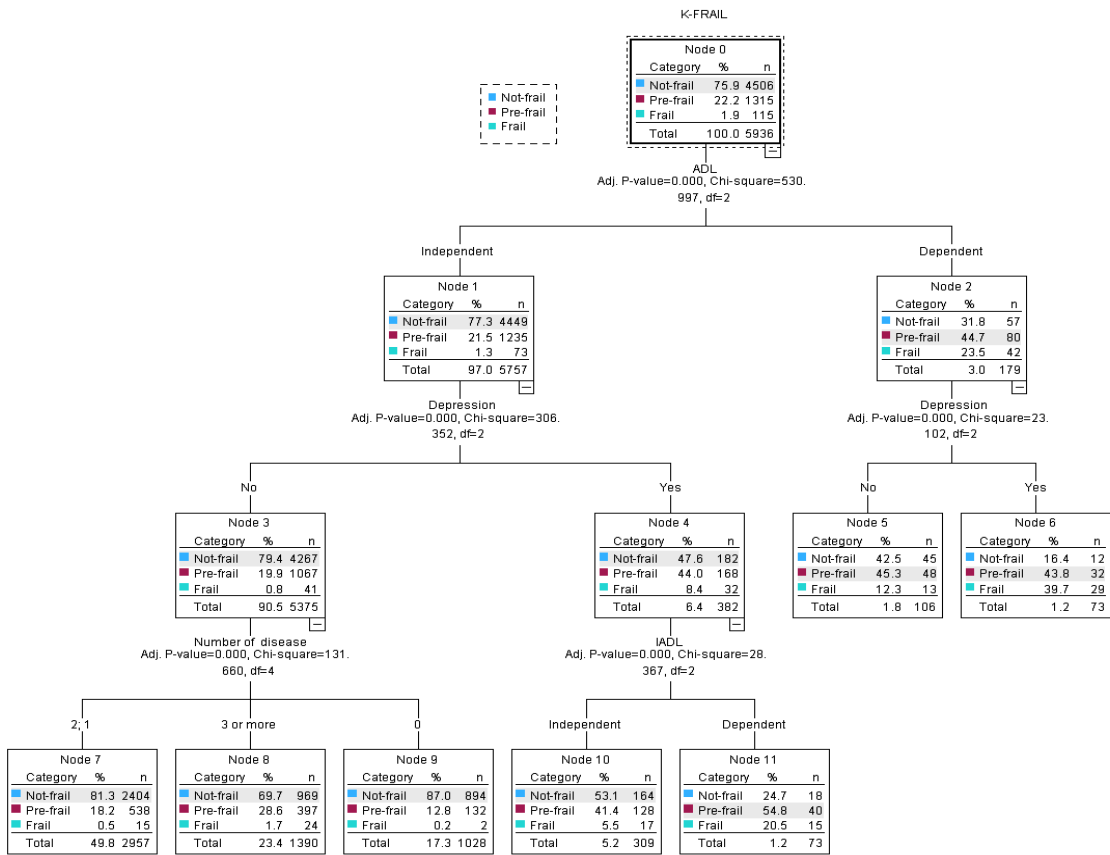 K-FRAIL
Node 0
Category % n
Not-frail 75.9 4506
Pre-frail 22.2 1315
Frail 1.9 115
Total 100.0 5936
Not-frail
Pre-frail
Frail
ADL
Adj. P-value=0.000, Chi-square=530.
997, df=2
Independent
Dependent
Node 1
Category % n
Not-frail 77.3 4449
Pre-frail 21.5 1235
Frail 1.3 73
Total 97.0 5757
Node 2
Category % n
Not-frail 31.8 57
Pre-frail 44.7 80
Frail 23.5 42
Total 3.0 179
Depression
Adj. P-value=0.000, Chi-square=306.
352, df=2
Depression
Adj. P-value=0.000, Chi-square=23.
102, df=2
No
Yes
No
Yes
Node 3
Category % n
Not-frail 79.4 4267
Pre-frail 19.9 1067
Frail 0.8 41
Total 90.5 5375
Node 4
Category % n
Not-frail 47.6 182
Pre-frail 44.0 168
Frail 8.4 32
Total 6.4 382
Node 5
Category % n
Not-frail 42.5 45
Pre-frail 45.3 48
Frail 12.3 13
Total 1.8 106
Node 6
Category % n
Not-frail 16.4 12
Pre-frail 43.8 32
Frail 39.7 29
Total 1.2 73
Number of disease
Adj. P-value=0.000, Chi-square=131.
660, df=4
IADL
Adj. P-value=0.000, Chi-square=28.
367, df=2
2; 1
3 or more
0
Independent
Dependent
Node 7
Category % n
Not-frail 81.3 2404
Pre-frail 18.2 538
Frail 0.5 15
Total 49.8 2957
Node 8
Category % n
Not-frail 69.7 969
Pre-frail 28.6 397
Frail 1.7 24
Total 23.4 1390
Node 9
Category % n
Not-frail 87.0 894
Pre-frail 12.8 132
Frail 0.2 2
Total 17.3 1028
Node 10
Category % n
Not-frail 53.1 164
Pre-frail 41.4 128
Frail 5.5 17
Total 5.2 309
Node 11
Category % n
Not-frail 24.7 18
Pre-frail 54.8 40
Frail 20.5 15
Total 1.2 73